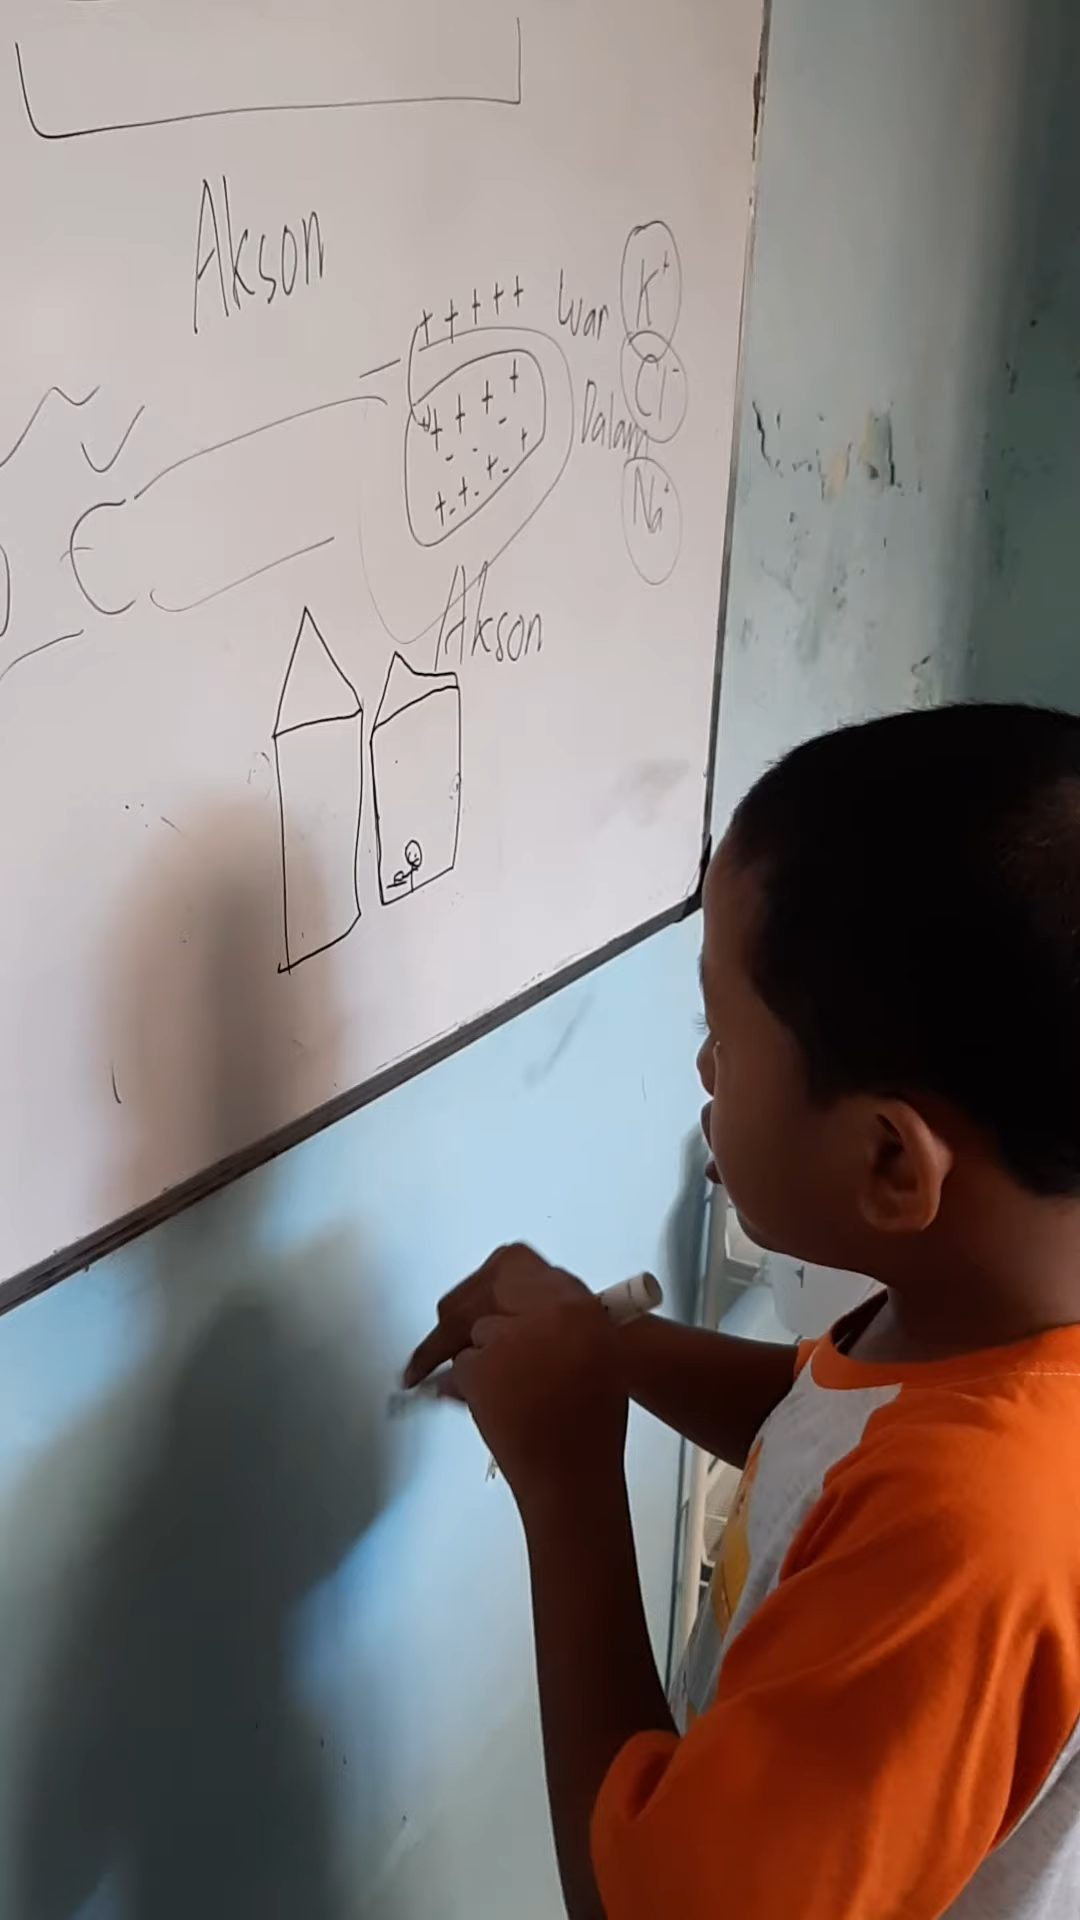 Akson
+ + + + + Luar K⁺
Cl⁻
+ + + + - Dalam
- - + - +
+ - + - Na⁺
Akson